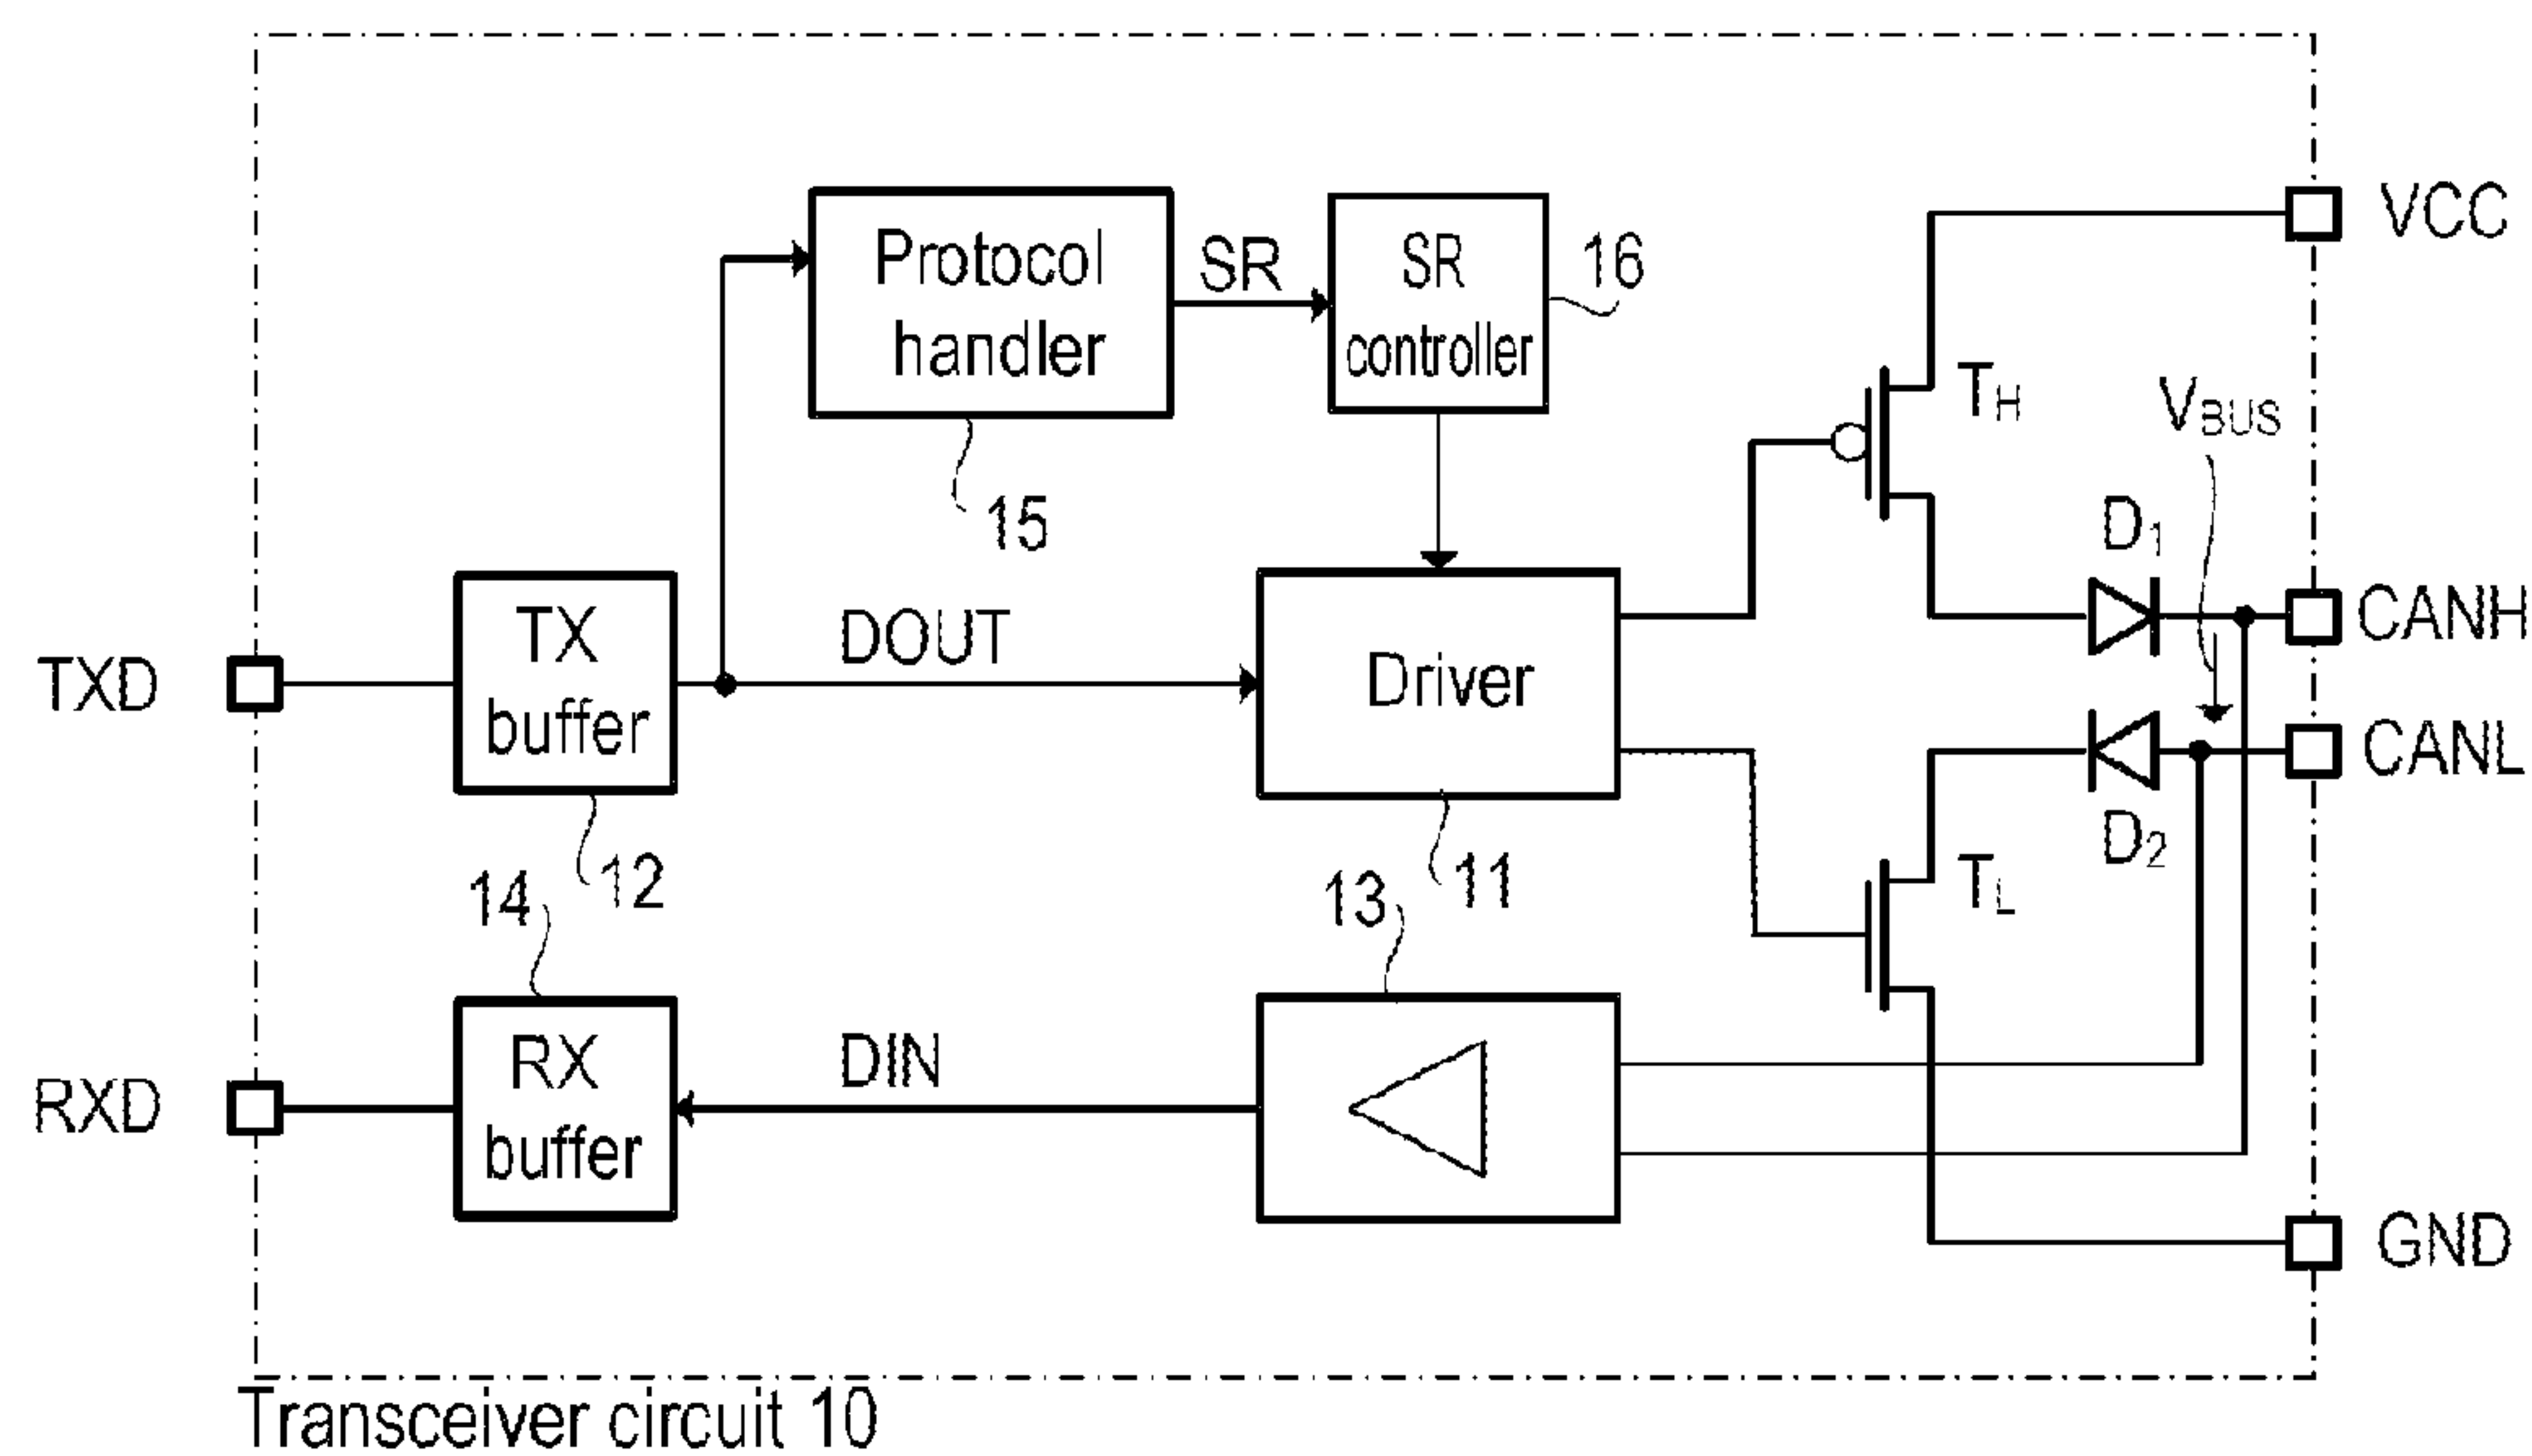 VCC
Protocol
handler
SR
SR
controller
16
TH
VBUS
15
D1
TX
buffer
DOUT
Driver
CANH
TXD
CANL
D2
12
14
11
13
TL
RX
buffer
DIN
RXD
GND
Transceiver circuit 10